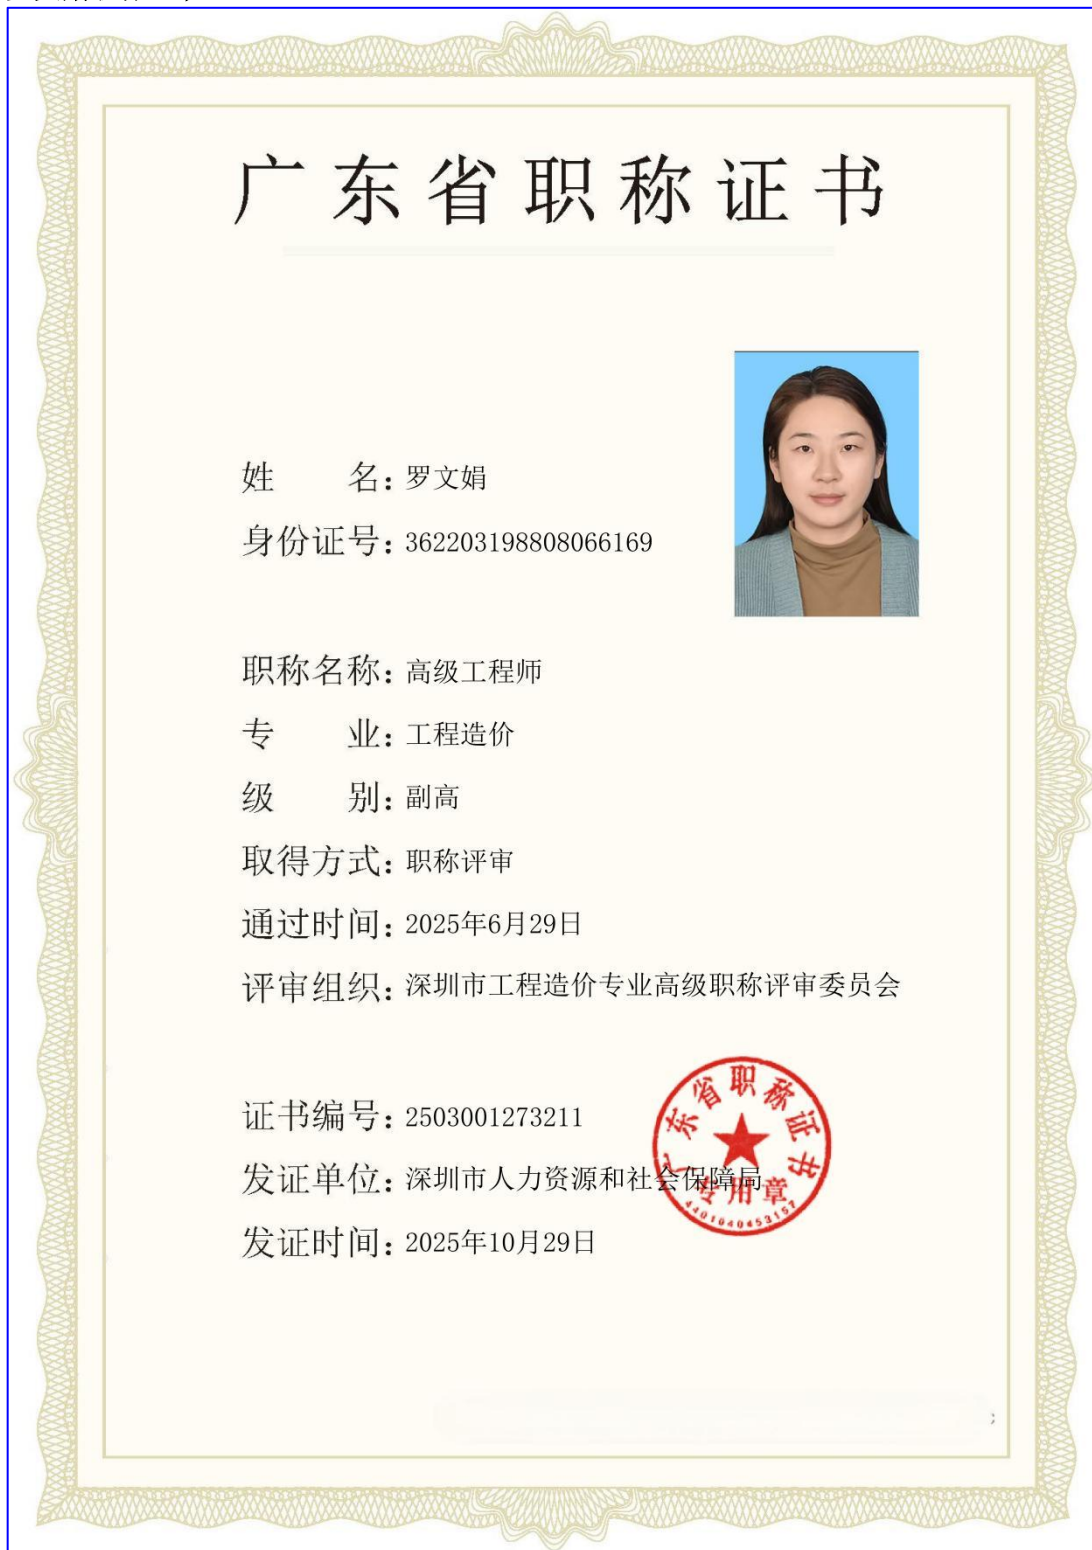 广东省职称证书
姓 名：罗文娟
身份证号：362203198808066169
职称名称：高级工程师
专 业：工程造价
级 别：副高
取得方式：职称评审
通过时间：2025年6月29日
评审组织：深圳市工程造价专业高级职称评审委员会
证书编号：2503001273211
发证单位：深圳市人力资源和社会保障局
发证时间：2025年10月29日
广东省职称证书
专用章
4401040453157